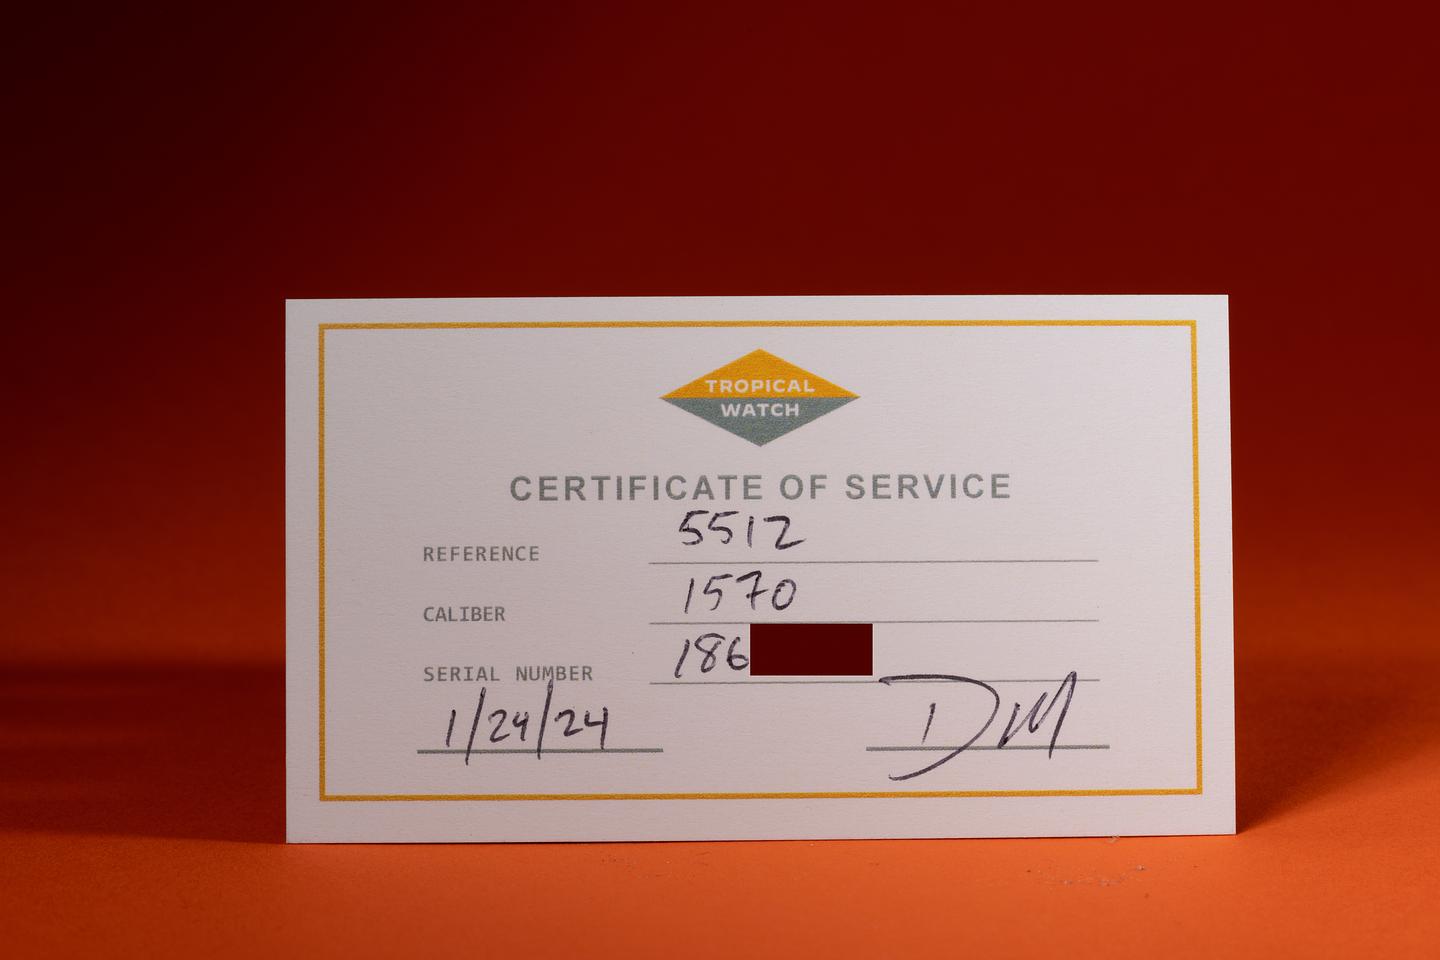 TROPICAL
WATCH
CERTIFICATE OF SERVICE
REFERENCE 5512
CALIBER 1570
SERIAL NUMBER 186
1/24/24 DM